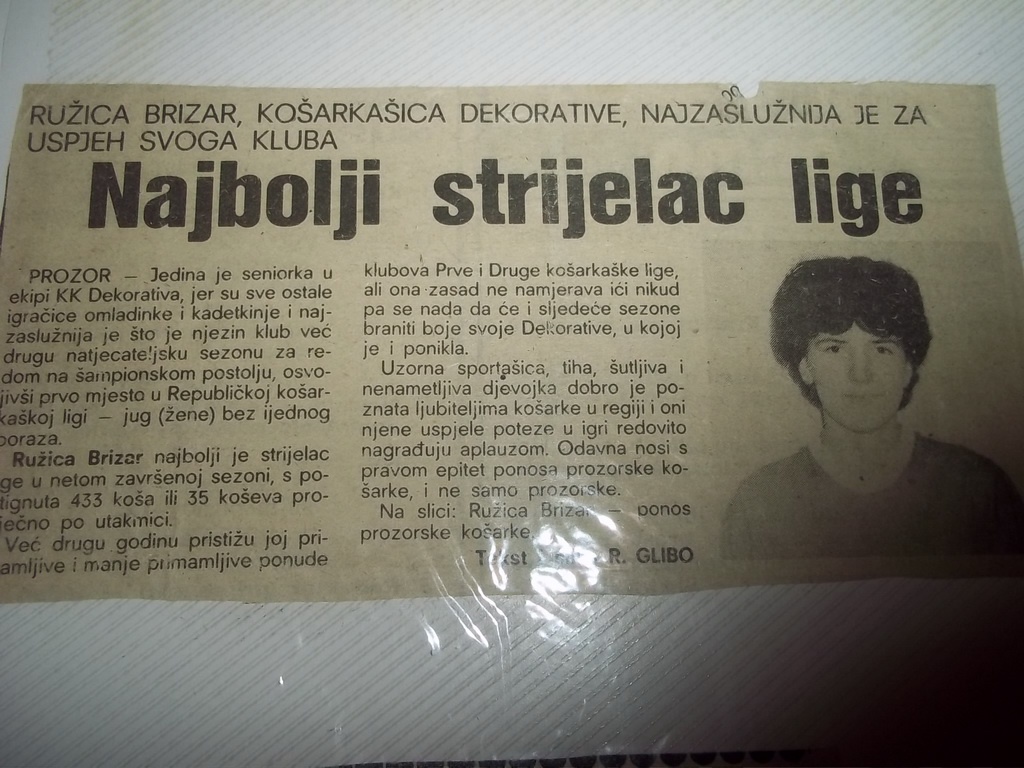 RUŽICA BRIZAR, KOŠARKAŠICA DEKORATIVE, NAJZASLUŽNIJA JE ZA
USPJEH SVOGA KLUBA
Najbolji strijelac lige
PROZOR — Jedina je seniorka u
ekipi KK Dekorativa, jer su sve ostale
igračice omladinke i kadetkinje i naj-
zaslužnija je što je njezin klub već
drugu natjecateljsku sezonu za re-
dom na šampionskom postolju, osvo-
jivši prvo mjesto u Republičkoj košar-
kaškoj ligi — jug (žene) bez ijednog
poraza.
Ružica Brizar najbolji je strijelac
ge u netom završenoj sezoni, s po-
tignuta 433 koša ili 35 koševa pro-
ječno po utakmici.
Već drugu godinu pristižu joj pri-
amljive i manje primamljive ponude
klubova Prve i Druge košarkaške lige,
ali ona zasad ne namjerava ići nikud
pa se nada da će i sljedeće sezone
braniti boje svoje Dekorative, u kojoj
je i ponikla.
Uzorna sportašica, tiha, šutljiva i
nenametljiva djevojka dobro je po-
znata ljubiteljima košarke u regiji i oni
njene uspjele poteze u igri redovito
nagrađuju aplauzom. Odavna nosi s
pravom epitet ponosa prozorske ko-
šarke, i ne samo prozorske.
Na slici: Ružica Brizar — ponos
prozorske košarke.
Tekst R. GLIBO